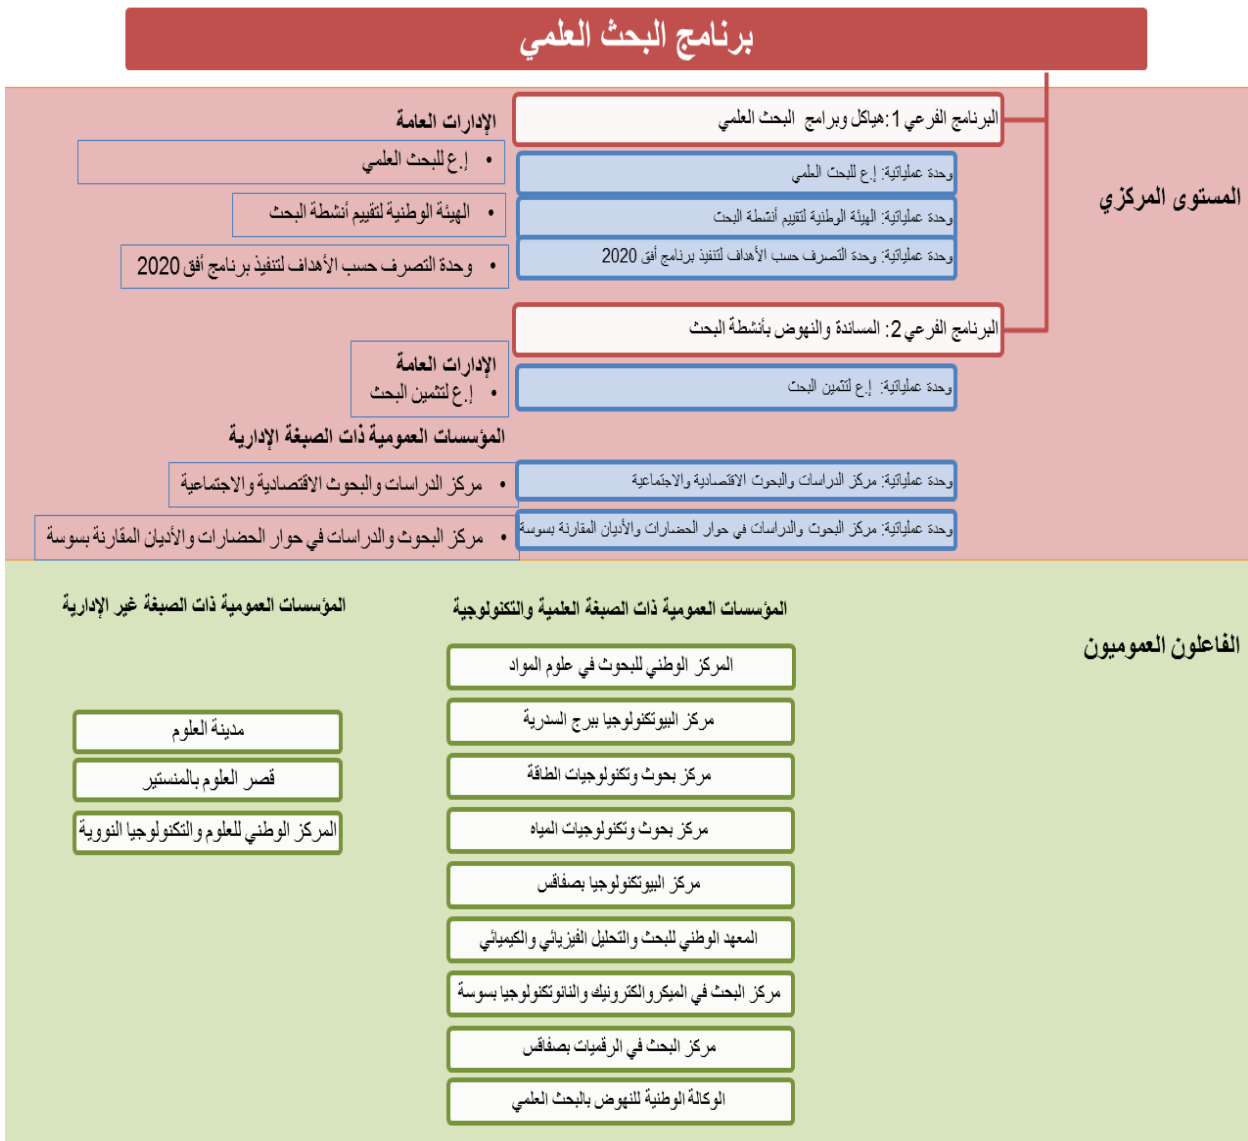 برنامج البحث العلمي
المستوى المركزي
البرنامج الفرعي 1:هياكل وبرامج البحث العلمي
وحدة عملياتية: إ.ع للبحث العلمي
وحدة عملياتية: الهيئة الوطنية لتقييم أنشطة البحث
وحدة عملياتية: وحدة التصرف حسب الأهداف لتنفيذ برنامج أفق 2020
الإدارات العامة
• إ.ع للبحث العلمي
• الهيئة الوطنية لتقييم أنشطة البحث
• وحدة التصرف حسب الأهداف لتنفيذ برنامج أفق 2020
البرنامج الفرعي 2: المساندة والنهوض بأنشطة البحث
وحدة عملياتية: إ.ع لتثمين البحث
الإدارات العامة
• إ.ع لتثمين البحث
المؤسسات العمومية ذات الصبغة الإدارية
وحدة عملياتية: مركز الدراسات والبحوث الاقتصادية والاجتماعية
• مركز الدراسات والبحوث الاقتصادية والاجتماعية
وحدة عملياتية: مركز البحوث والدراسات في حوار الحضارات والأديان المقارنة بسوسة
• مركز البحوث والدراسات في حوار الحضارات والأديان المقارنة بسوسة
الفاعلون العموميون
المؤسسات العمومية ذات الصبغة العلمية والتكنولوجية
المركز الوطني للبحوث في علوم المواد
مركز البيوتكنولوجيا ببرج السدرية
مركز بحوث وتكنولوجيات الطاقة
مركز بحوث وتكنولوجيات المياه
مركز البيوتكنولوجيا بصفاقس
المعهد الوطني للبحث والتحليل الفيزيائي والكيميائي
مركز البحث في الميكروالكترونيك والنانوتكنولوجيا بسوسة
مركز البحث في الرقميات بصفاقس
الوكالة الوطنية للنهوض بالبحث العلمي
المؤسسات العمومية ذات الصبغة غير الإدارية
مدينة العلوم
قصر العلوم بالمنستير
المركز الوطني للعلوم والتكنولوجيا النووية